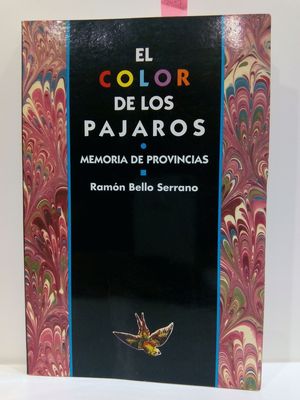 EL
COLOR
DE LOS
PAJAROS
MEMORIA DE PROVINCIAS
Ramón Bello Serrano